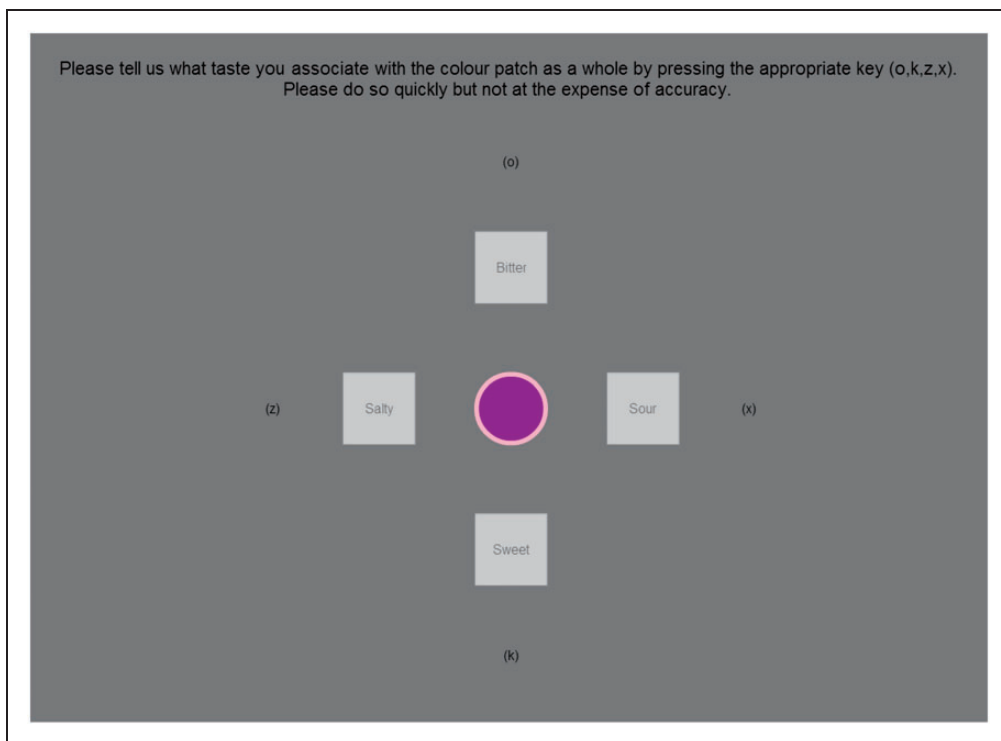 Please tell us what taste you associate with the colour patch as a whole by pressing the appropriate key (o,k,z,x).
Please do so quickly but not at the expense of accuracy.
(o)
Bitter
(z)
Salty
Sour
(x)
Sweet
(k)